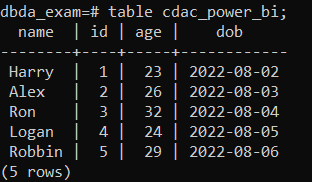 dbda_exam=# table cdac_power_bi;
  name  | id | age |    dob
--------+----+-----+------------
 Harry  |  1 |  23 | 2022-08-02
 Alex   |  2 |  26 | 2022-08-03
 Ron    |  3 |  32 | 2022-08-04
 Logan  |  4 |  24 | 2022-08-05
 Robbin |  5 |  29 | 2022-08-06
(5 rows)